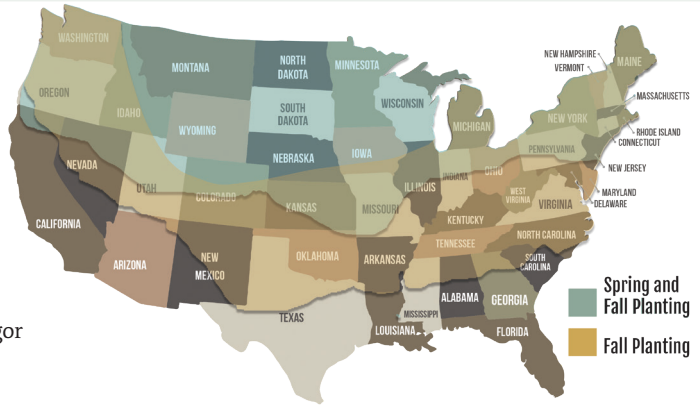 WASHINGTON
MONTANA
NORTH
DAKOTA
MINNESOTA
NEW HAMPSHIRE
VERMONT
MAINE
OREGON
IDAHO
WYOMING
SOUTH
DAKOTA
WISCONSIN
MICHIGAN
NEW YORK
MASSACHUSETTS
RHODE ISLAND
CONNECTICUT
NEVADA
UTAH
COLORADO
NEBRASKA
IOWA
ILLINOIS
INDIANA
OHIO
PENNSYLVANIA
NEW JERSEY
MARYLAND
DELAWARE
CALIFORNIA
KANSAS
MISSOURI
KENTUCKY
WEST
VIRGINIA
VIRGINIA
ARIZONA
NEW
MEXICO
OKLAHOMA
ARKANSAS
TENNESSEE
NORTH CAROLINA
SOUTH
CAROLINA
TEXAS
LOUISIANA
MISSISSIPPI
ALABAMA
GEORGIA
FLORIDA
gor
Spring and
Fall Planting
Fall Planting